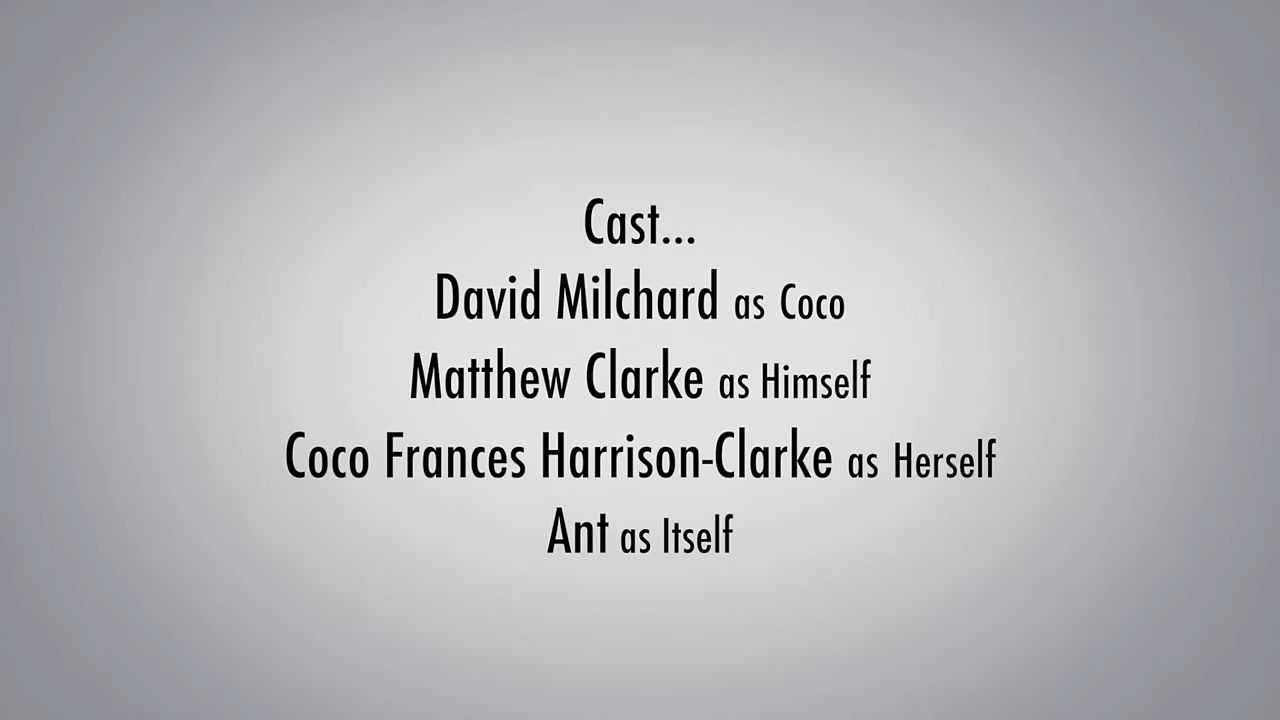 Cast...
David Milchard as Coco
Matthew Clarke as Himself
Coco Frances Harrison-Clarke as Herself
Ant as Itself